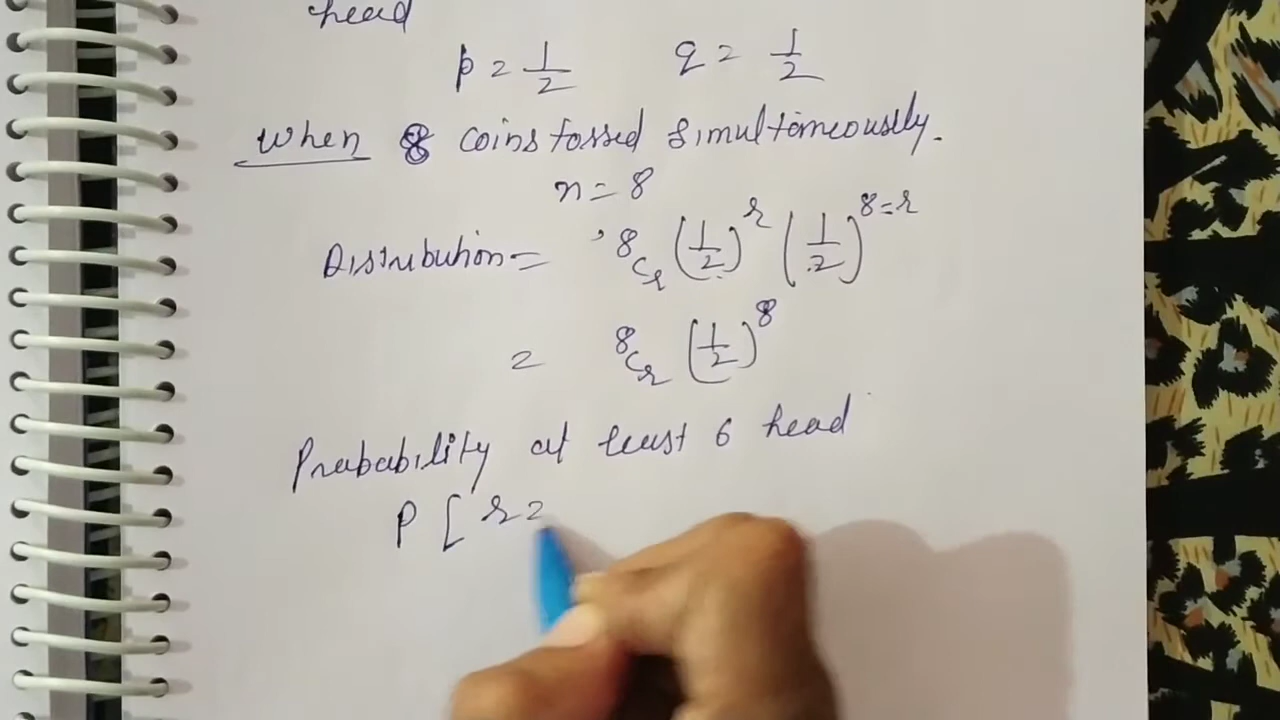 head
p = 1/2 q = 1/2
When 8 coins tossed simultaneously.
n = 8
Distribution = ⁸Cᵣ (1/2)ʳ (1/2)⁸⁻ʳ
= ⁸Cᵣ (1/2)⁸
Probability at least 6 head
P [ r =